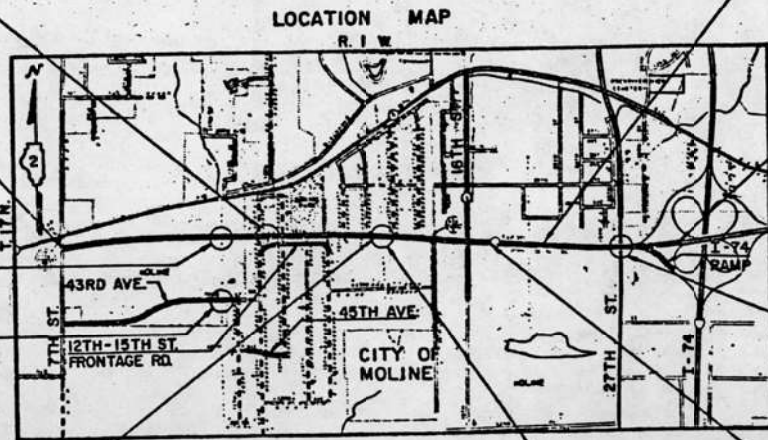 LOCATION MAP
R. 1 W.
N
2
T. 17 N.
16TH ST.
I-74
RAMP
MOLINE
43RD AVE.
7TH ST.
12TH-15TH ST.
FRONTAGE RD.
45TH AVE.
CITY OF
MOLINE
MOLINE
27TH ST.
I-74